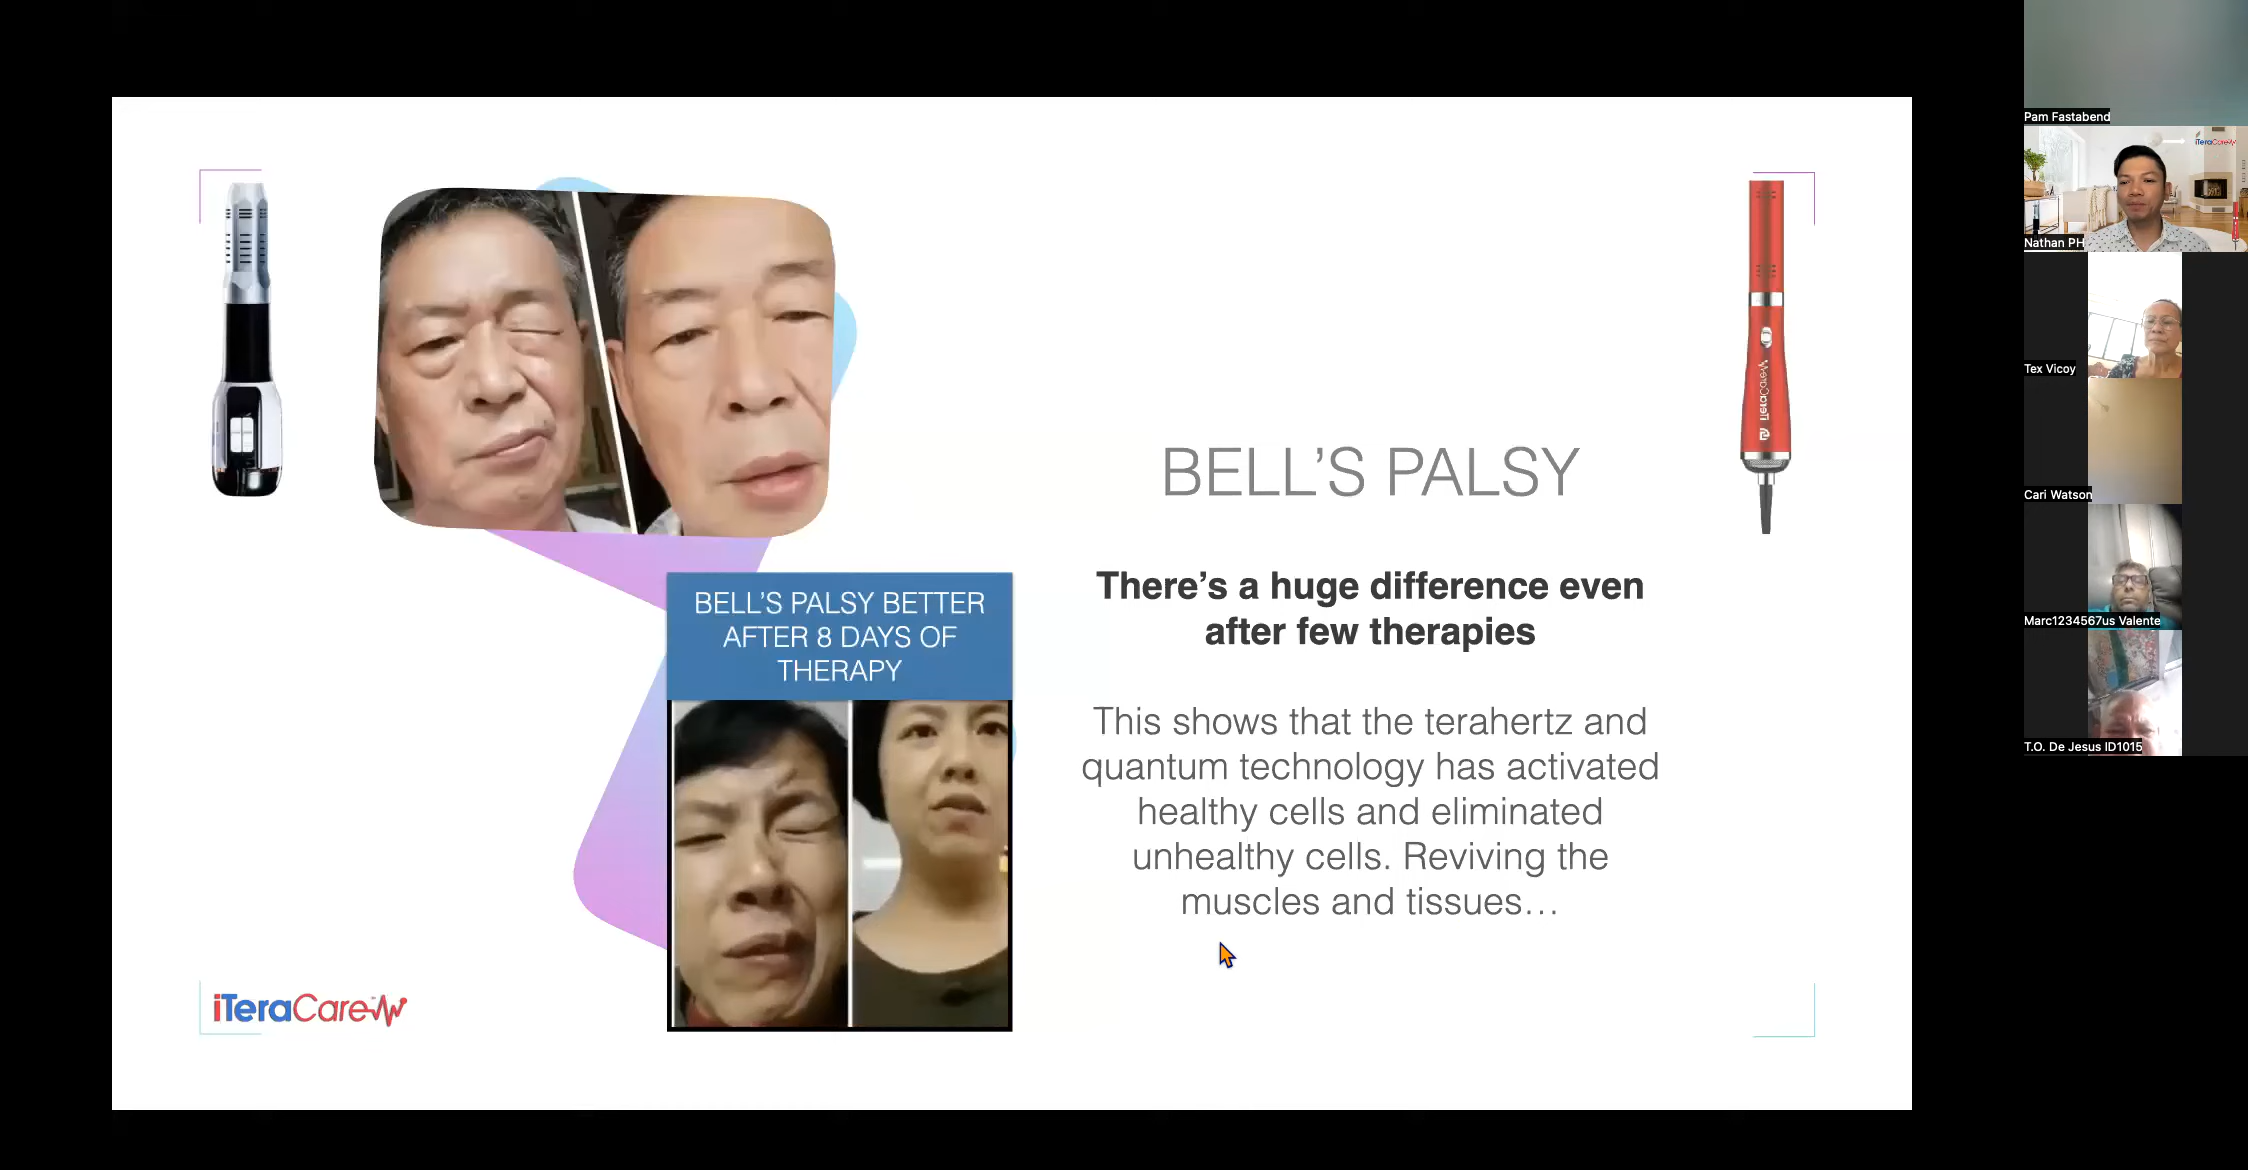 BELL'S PALSY
There's a huge difference even
after few therapies
This shows that the terahertz and
quantum technology has activated
healthy cells and eliminated
unhealthy cells. Reviving the
muscles and tissues…
BELL'S PALSY BETTER
AFTER 8 DAYS OF
THERAPY
iTeraCare
iTeraCare
Pam Fastabend
iTeraCare
Nathan PH
Tex Vicoy
Cari Watson
Marc1234567us Valente
T.O. De Jesus ID1015